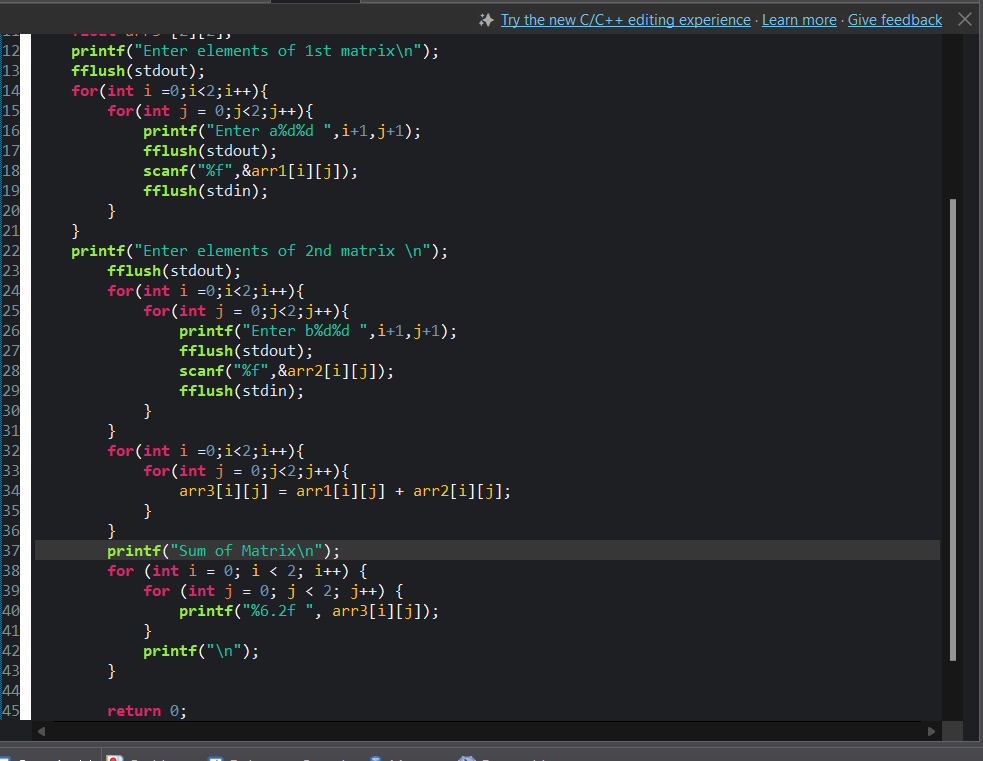 Try the new C/C++ editing experience · Learn more · Give feedback
12 printf("Enter elements of 1st matrix\n");
13 fflush(stdout);
14 for(int i =0;i<2;i++){
15 for(int j = 0;j<2;j++){
16 printf("Enter a%d%d ",i+1,j+1);
17 fflush(stdout);
18 scanf("%f",&arr1[i][j]);
19 fflush(stdin);
20 }
21 }
22 printf("Enter elements of 2nd matrix \n");
23 fflush(stdout);
24 for(int i =0;i<2;i++){
25 for(int j = 0;j<2;j++){
26 printf("Enter b%d%d ",i+1,j+1);
27 fflush(stdout);
28 scanf("%f",&arr2[i][j]);
29 fflush(stdin);
30 }
31 }
32 for(int i =0;i<2;i++){
33 for(int j = 0;j<2;j++){
34 arr3[i][j] = arr1[i][j] + arr2[i][j];
35 }
36 }
37 printf("Sum of Matrix\n");
38 for (int i = 0; i < 2; i++) {
39 for (int j = 0; j < 2; j++) {
40 printf("%6.2f ", arr3[i][j]);
41 }
42 printf("\n");
43 }
44
45 return 0;